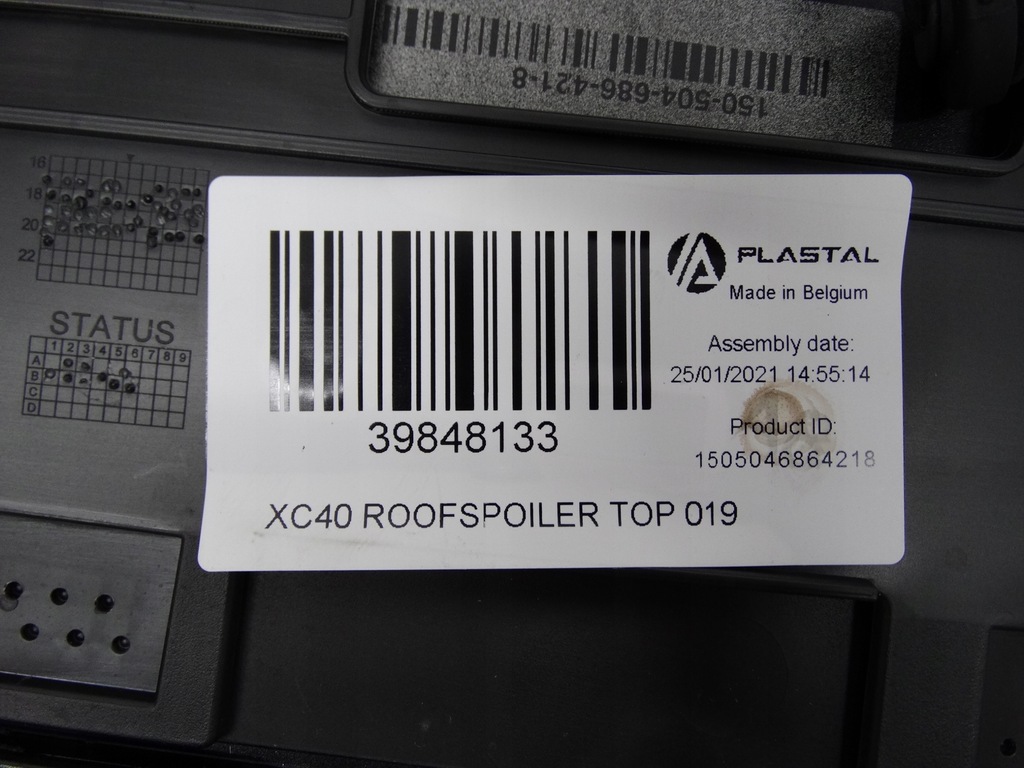 150-504-686-421-8
16
18
20
22
STATUS
1 2 3 4 5 6 7 8 9
A
B
C
D
PLASTAL
Made in Belgium
Assembly date:
25/01/2021 14:55:14
Product ID:
1505046864218
39848133
XC40 ROOFSPOILER TOP 019